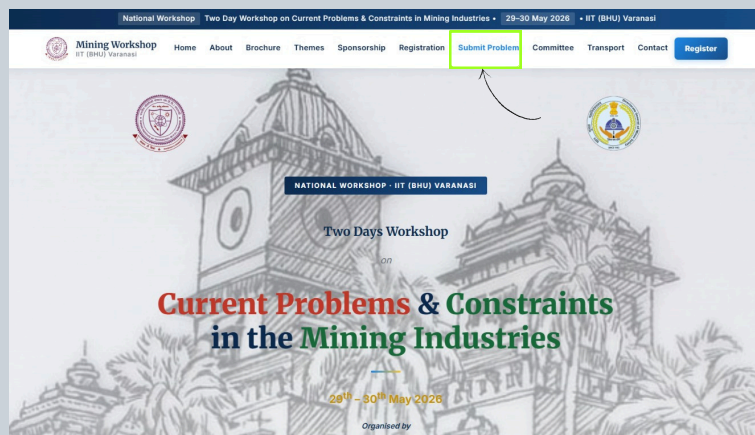 National Workshop Two Day Workshop on Current Problems & Constraints in Mining Industries • 29–30 May 2026 • IIT (BHU) Varanasi
Mining Workshop
IIT (BHU) Varanasi
Home About Brochure Themes Sponsorship Registration Submit Problem Committee Transport Contact Register
NATIONAL WORKSHOP · IIT (BHU) VARANASI
Two Days Workshop
on
Current Problems & Constraints
in the Mining Industries
29th – 30th May 2026
Organised by